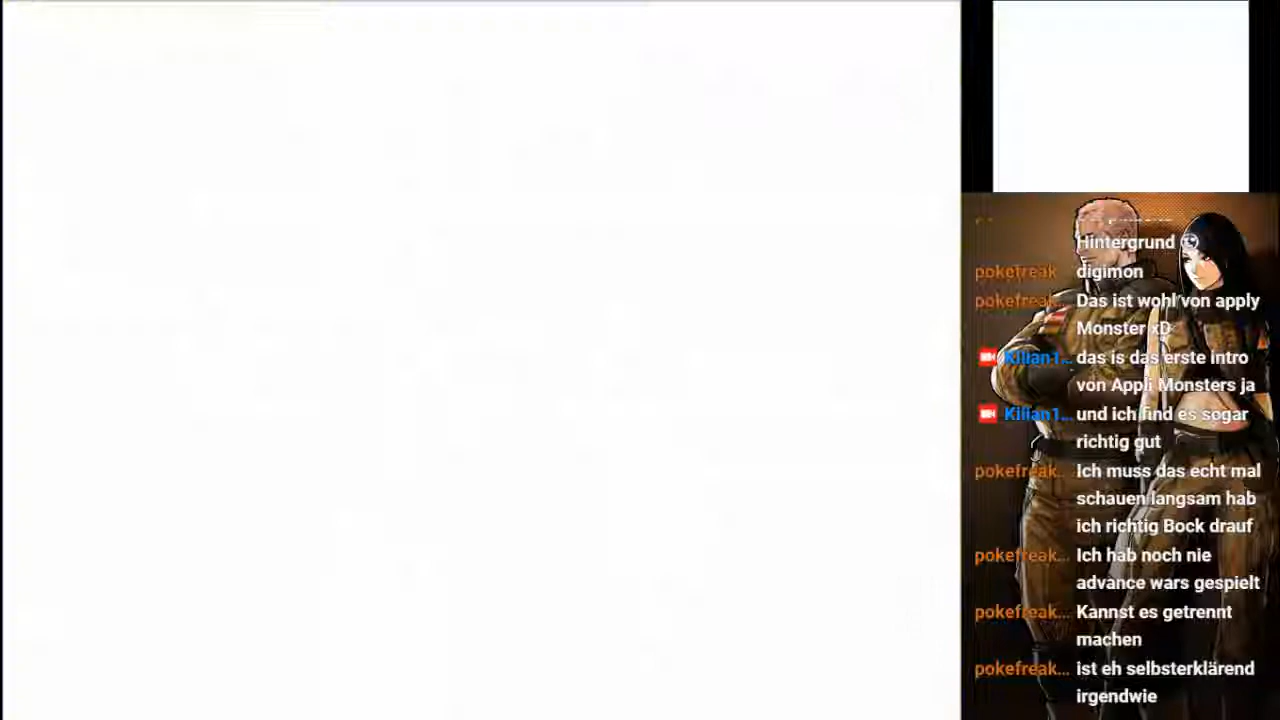 Hintergrund
pokefreak digimon
pokefreak... Das ist wohl von apply
Monster xD
Kilian1... das is das erste intro
von Appli Monsters ja
Kilian1... und ich find es sogar
richtig gut
pokefreak... Ich muss das echt mal
schauen langsam hab
ich richtig Bock drauf
pokefreak... Ich hab noch nie
advance wars gespielt
pokefreak... Kannst es getrennt
machen
pokefreak... ist eh selbsterklärend
irgendwie